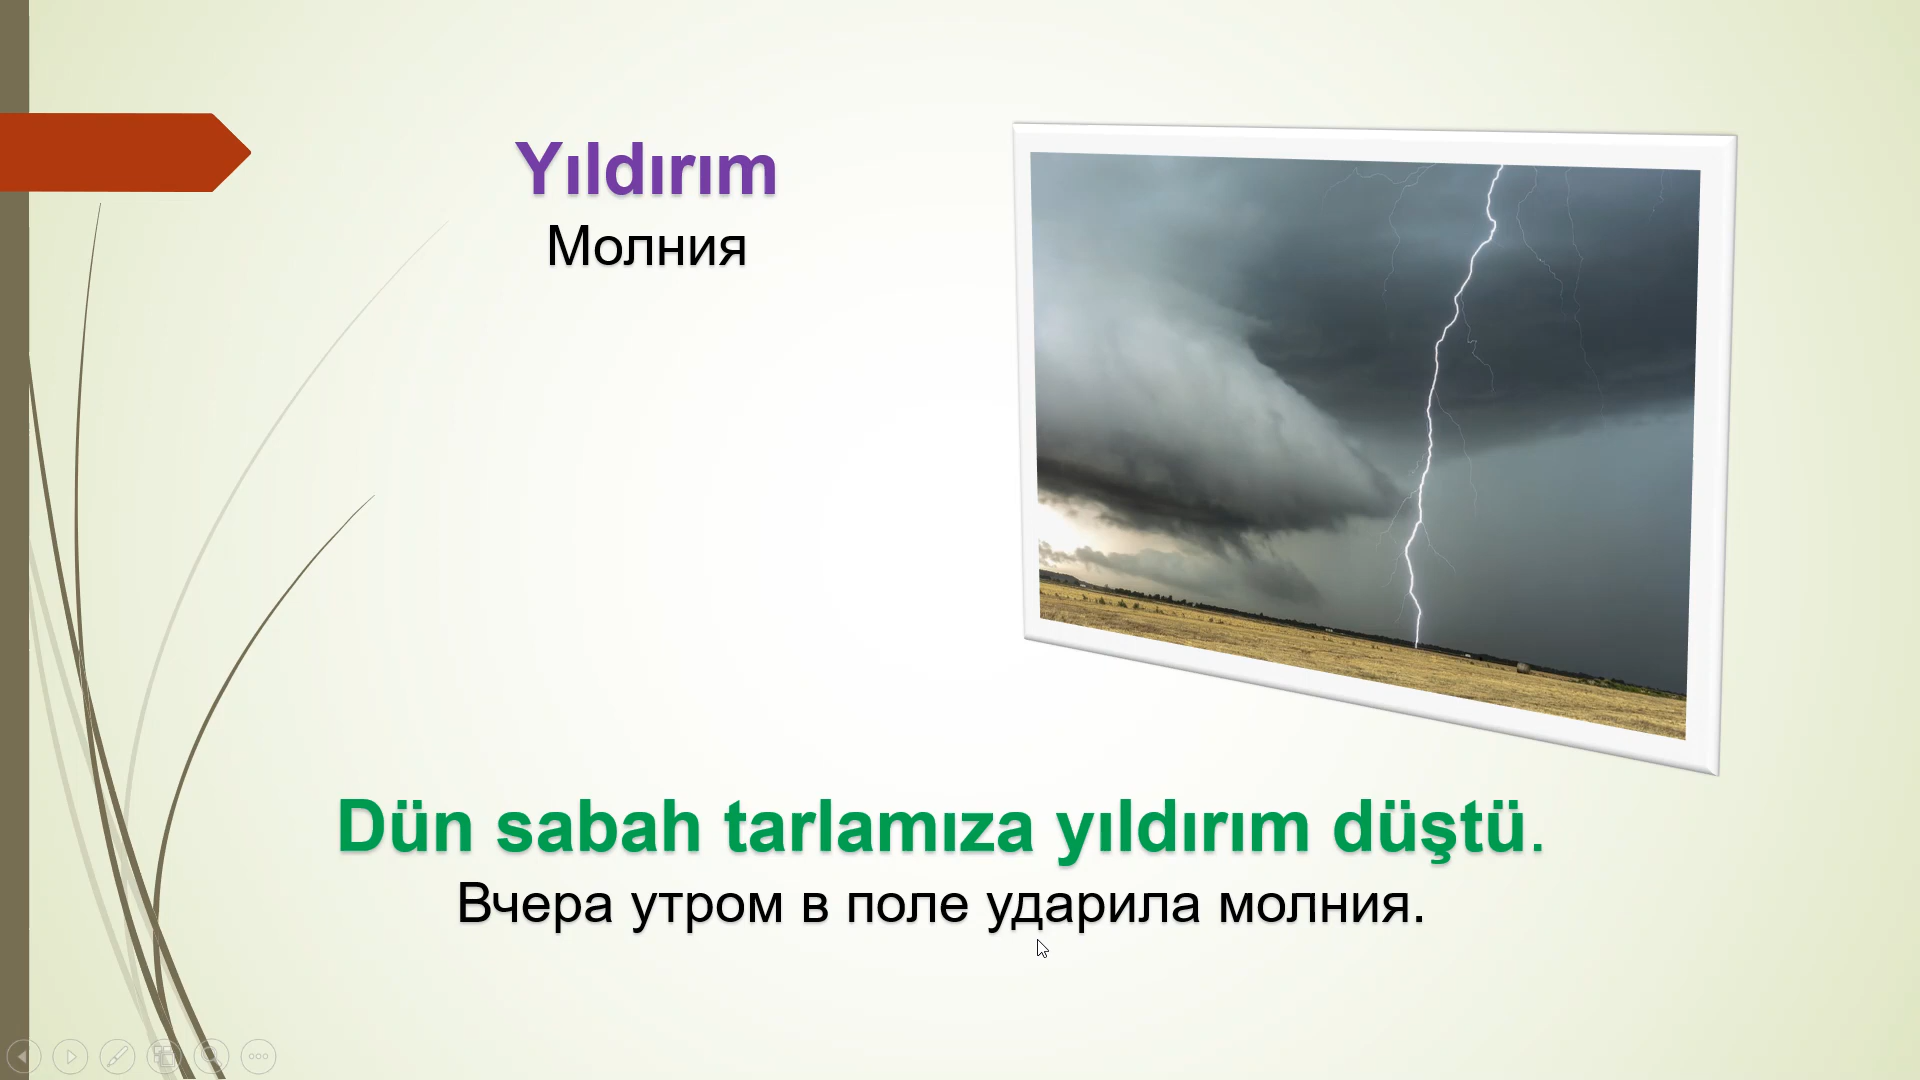 Yıldırım
Молния
Dün sabah tarlamıza yıldırım düştü.
Вчера утром в поле ударила молния.